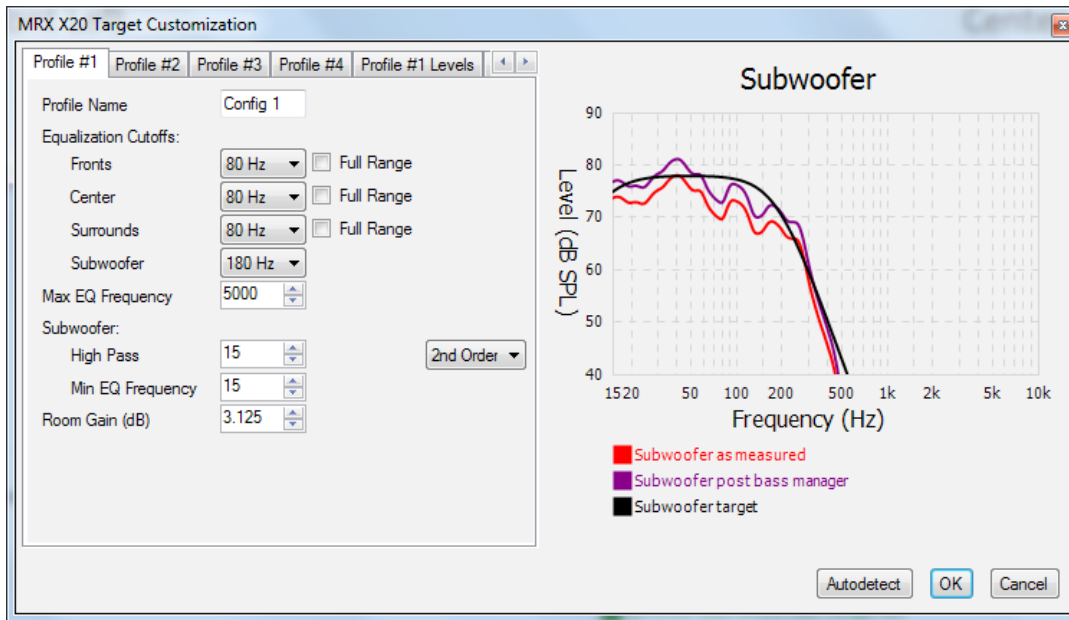 MRX X20 Target Customization
Center
Profile #1 Profile #2 Profile #3 Profile #4 Profile #1 Levels
Profile Name Config 1
Equalization Cutoffs:
Fronts 80 Hz Full Range
Center 80 Hz Full Range
Surrounds 80 Hz Full Range
Subwoofer 180 Hz
Max EQ Frequency 5000
Subwoofer:
High Pass 15 2nd Order
Min EQ Frequency 15
Room Gain (dB) 3.125
Subwoofer
Level (dB SPL)
90
80
70
60
50
40
15 20 50 100 200 500 1k 2k 5k 10k
Frequency (Hz)
Subwoofer as measured
Subwoofer post bass manager
Subwoofer target
Autodetect OK Cancel